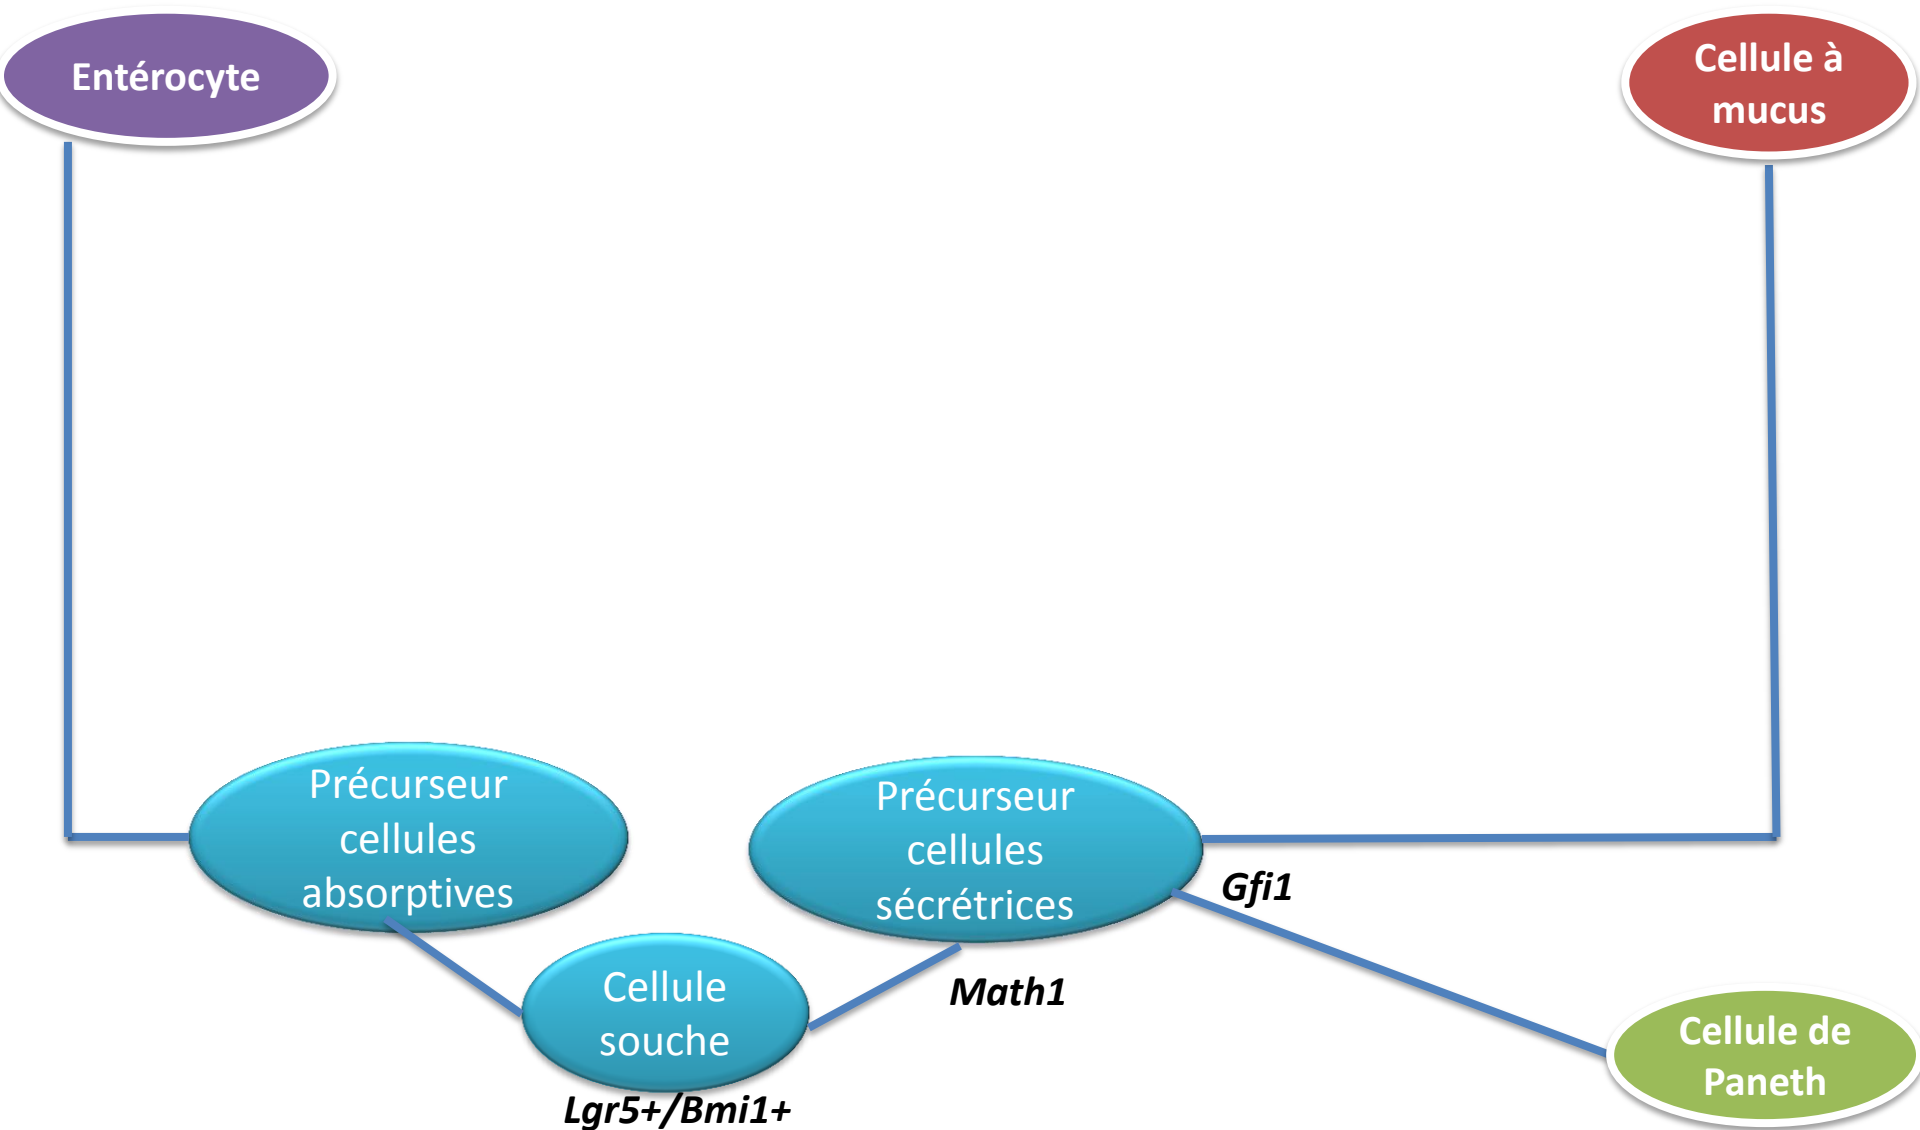 Entérocyte
Cellule à
mucus
Précurseur
cellules
absorptives
Précurseur
cellules
sécrétrices
Gfi1
Math1
Cellule
souche
Lgr5+/Bmi1+
Cellule de
Paneth